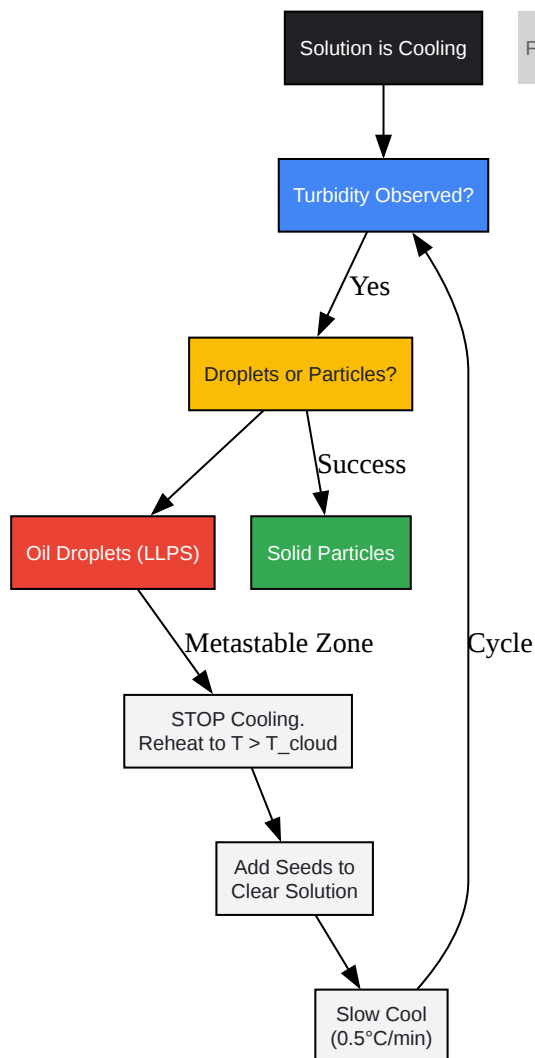 Solution is Cooling
F
Turbidity Observed?
Yes
Droplets or Particles?
Success
Oil Droplets (LLPS)
Solid Particles
Metastable Zone
Cycle
STOP Cooling.
Reheat to T > T_cloud
Add Seeds to
Clear Solution
Slow Cool
(0.5°C/min)